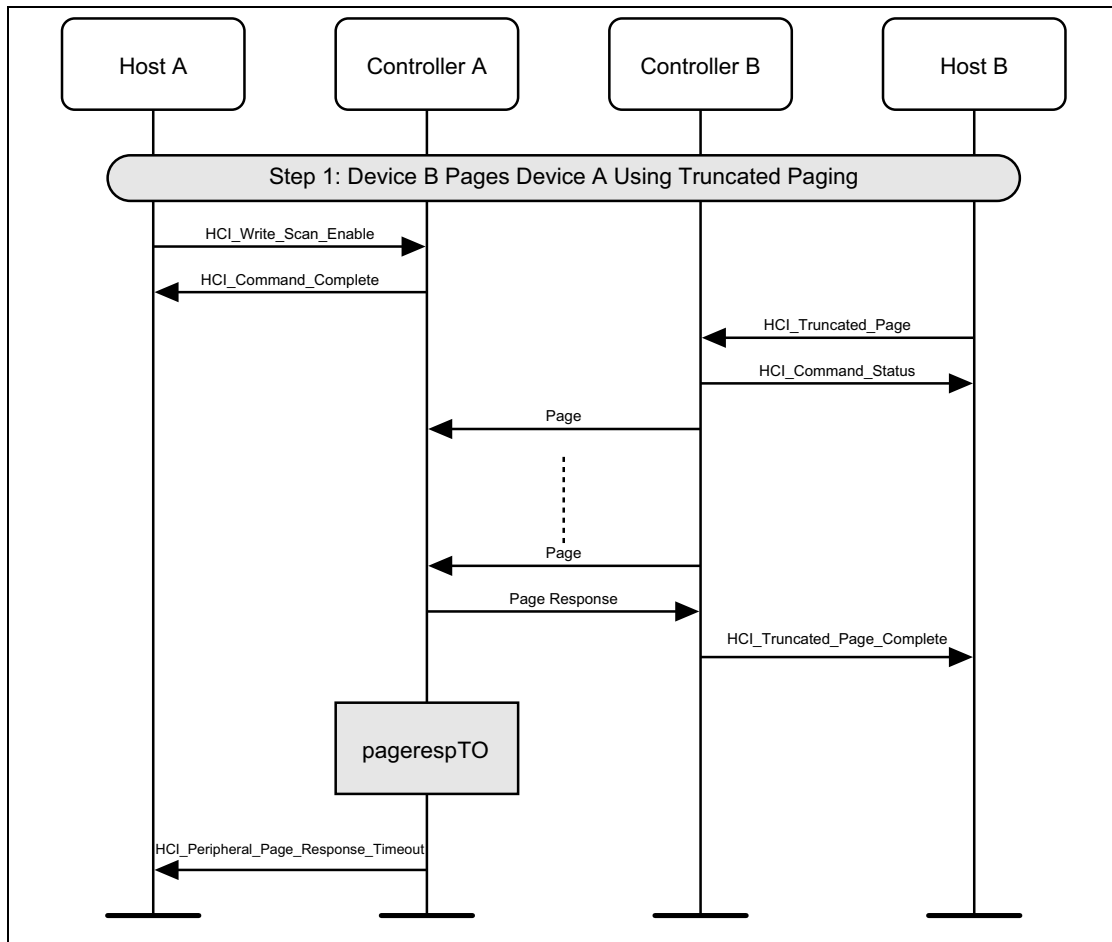 Host A
Controller A
Controller B
Host B
Step 1: Device B Pages Device A Using Truncated Paging
HCI_Write_Scan_Enable
HCI_Command_Complete
HCI_Truncated_Page
HCI_Command_Status
Page
Page
Page Response
HCI_Truncated_Page_Complete
pagerespTO
HCI_Peripheral_Page_Response_Timeout